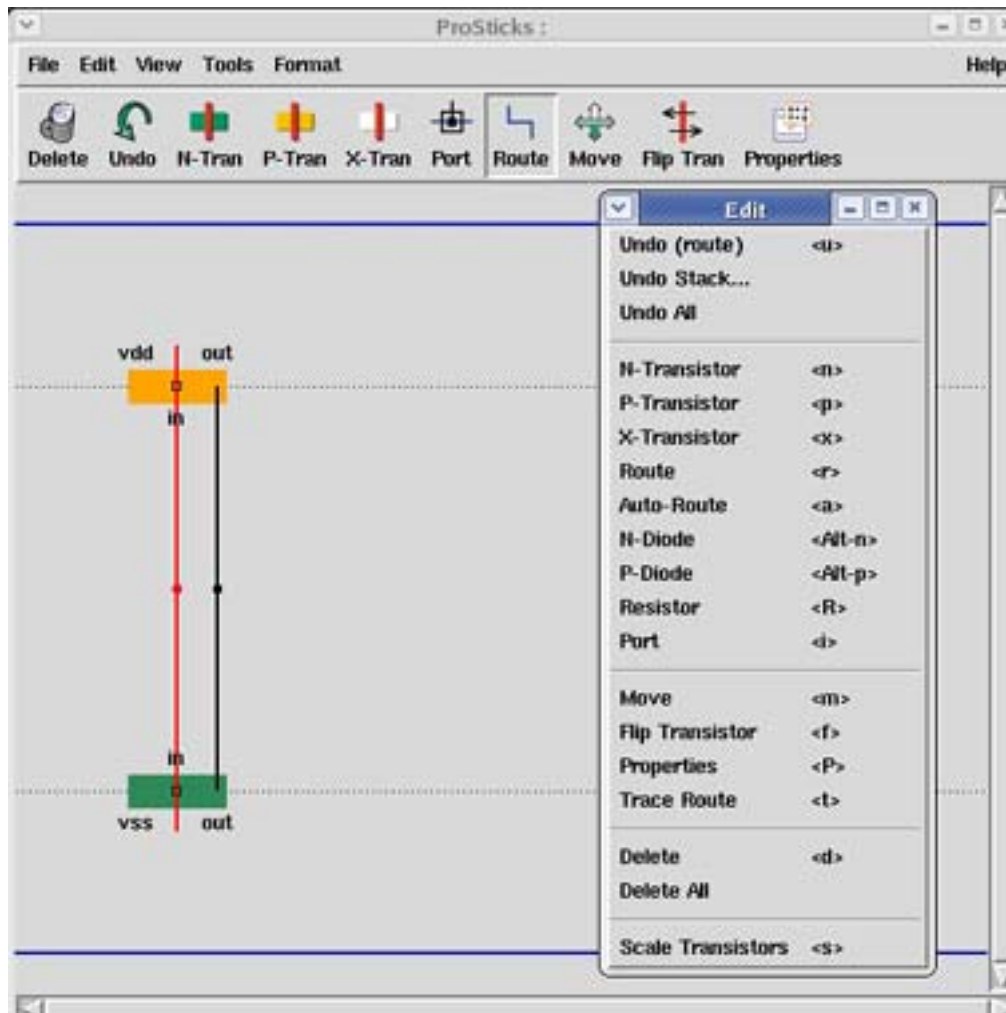 ProSticks :
File Edit View Tools Format Help
Delete Undo N-Tran P-Tran X-Tran Port Route Move Flip Tran Properties
Edit
Undo (route) <u>
Undo Stack...
Undo All
N-Transistor <n>
P-Transistor <p>
X-Transistor <x>
Route <r>
Auto-Route <a>
N-Diode <Alt-n>
P-Diode <Alt-p>
Resistor <R>
Port <i>
Move <m>
Flip Transistor <f>
Properties <P>
Trace Route <t>
Delete <d>
Delete All
Scale Transistors <s>
vdd out
in
in
vss out